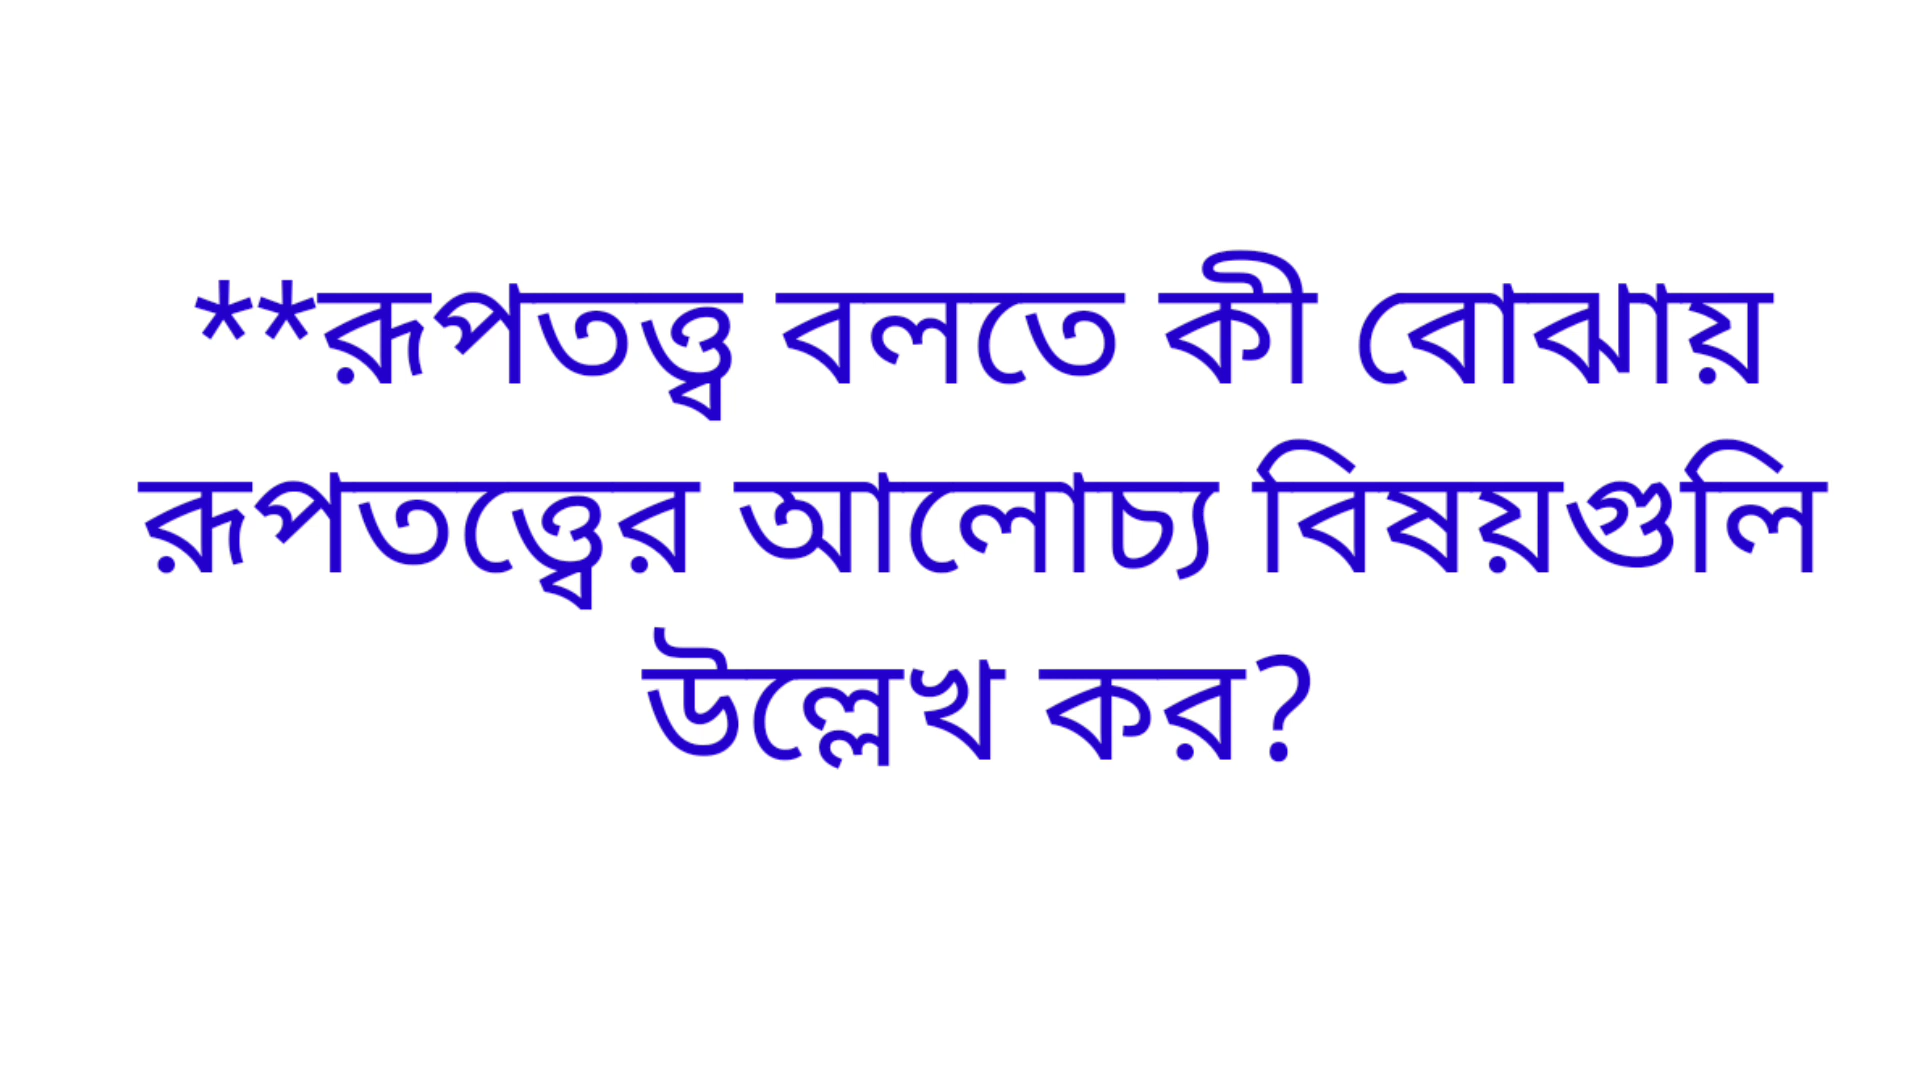 **রূপতত্ত্ব বলতে কী বোঝায়
রূপতত্ত্বের আলোচ্য বিষয়গুলি
উল্লেখ কর?